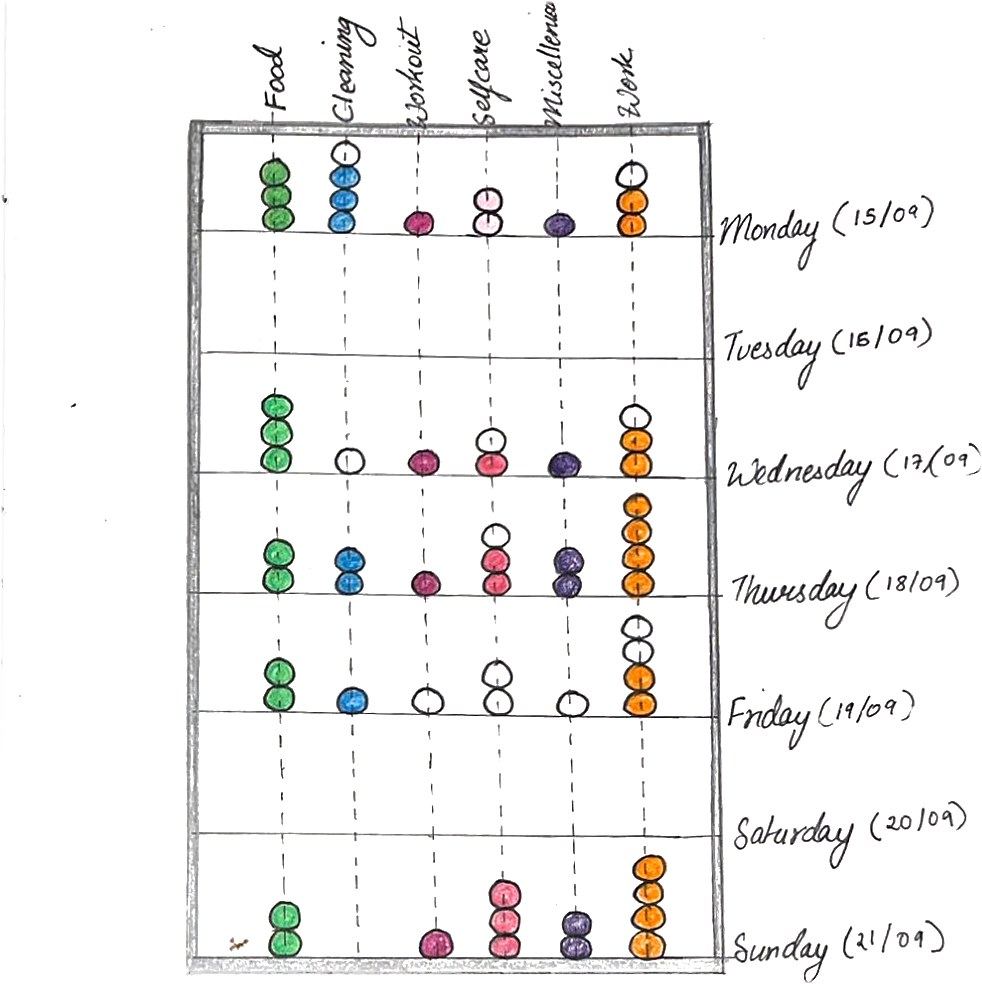 Food
Cleaning
Workout
Selfcare
Miscellenia
Work
Monday (15/09)
Tuesday (16/09)
Wednesday (17/(09)
Thursday (18/09)
Friday (19/09)
Saturday (20/09)
Sunday (21/09)